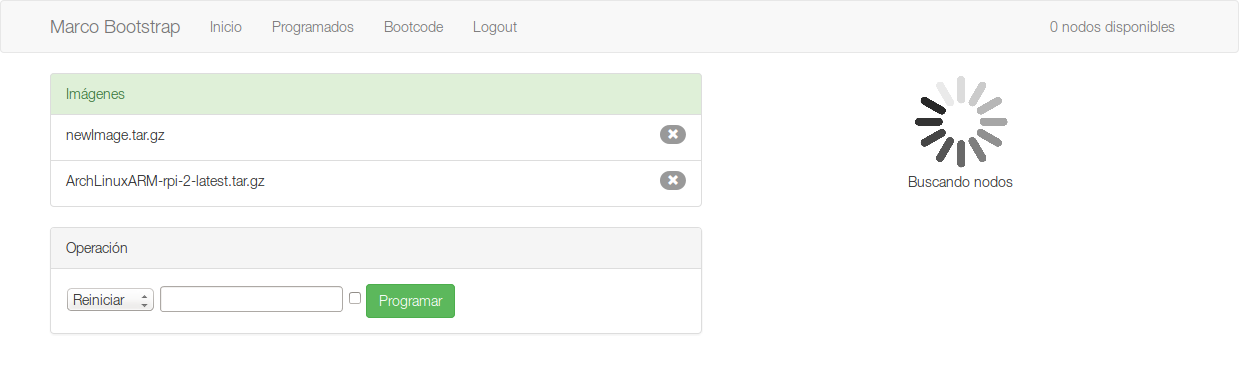 Marco Bootstrap Inicio Programados Bootcode Logout 0 nodos disponibles
Imágenes
newImage.tar.gz
ArchLinuxARM-rpi-2-latest.tar.gz
Buscando nodos
Operación
Reiniciar Programar